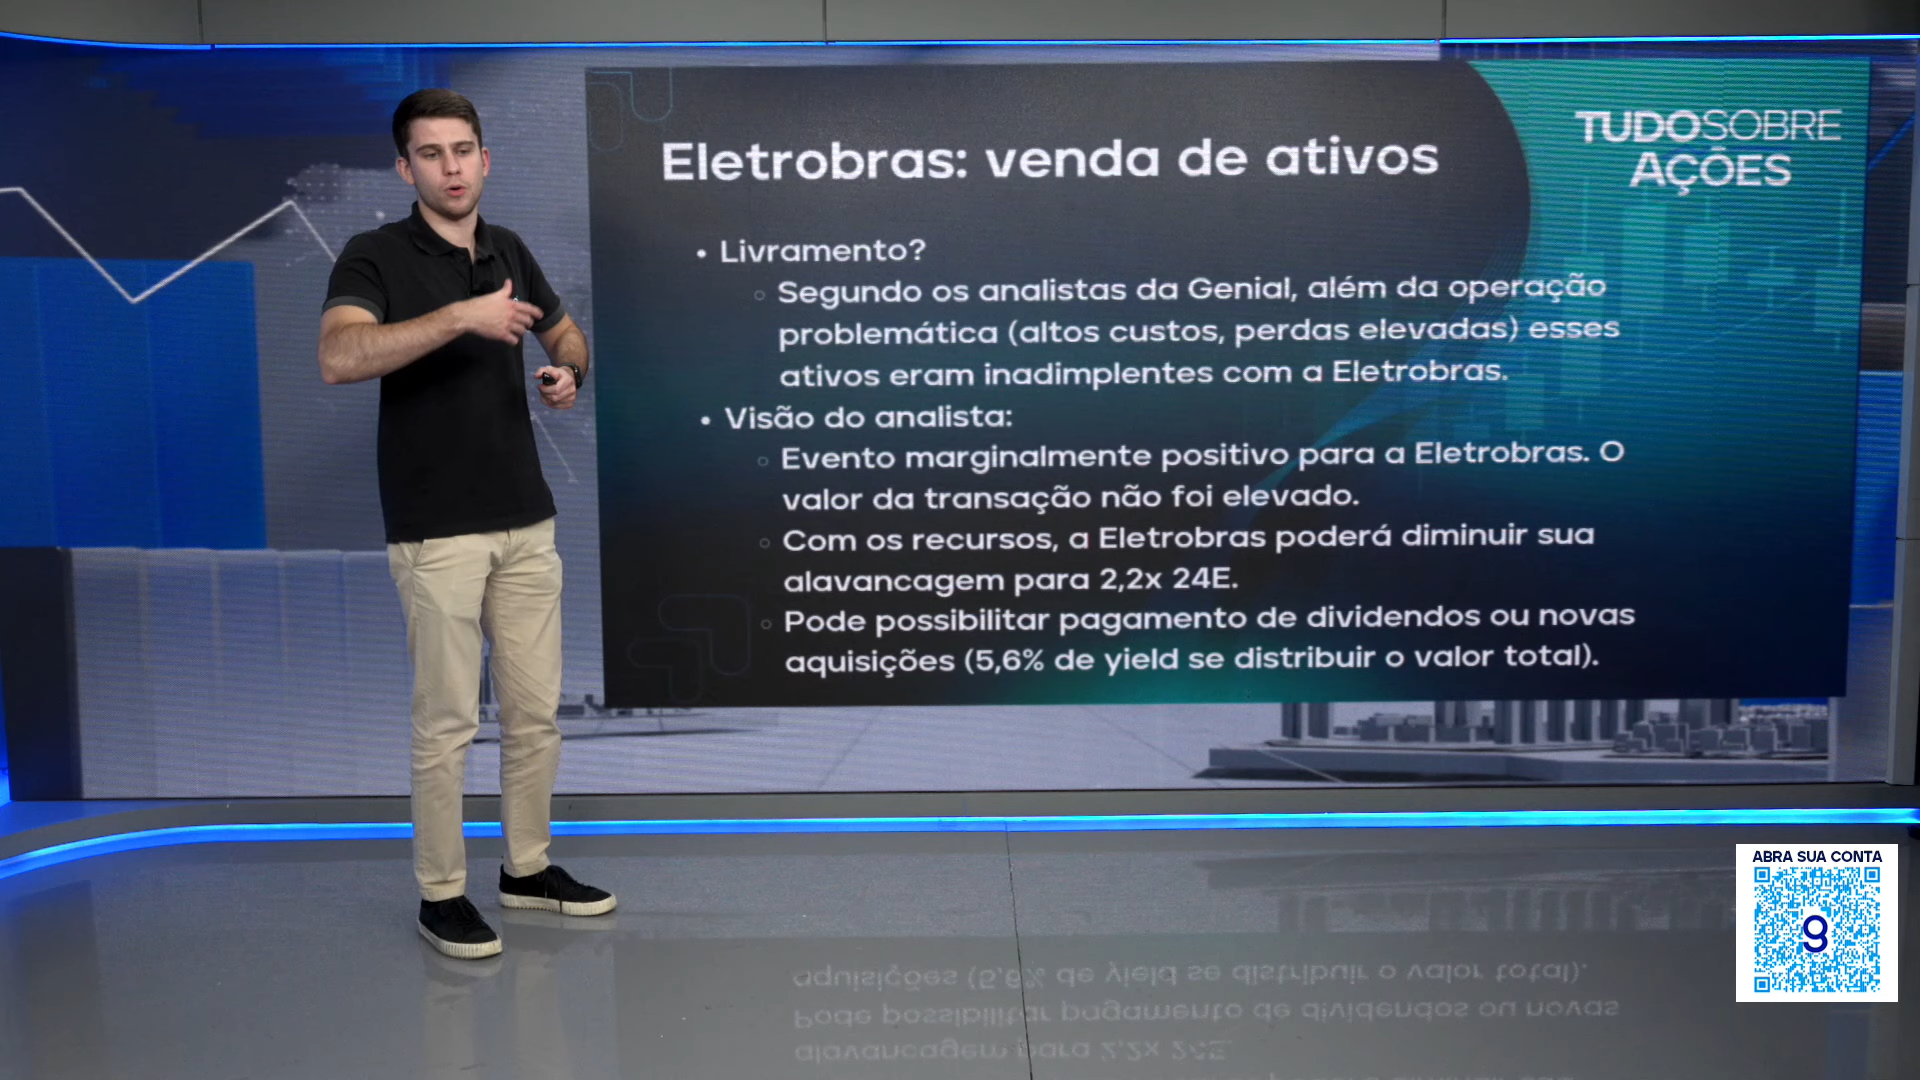 TUDOSOBRE
AÇÕES
Eletrobras: venda de ativos
• Livramento?
○ Segundo os analistas da Genial, além da operação
problemática (altos custos, perdas elevadas) esses
ativos eram inadimplentes com a Eletrobras.
• Visão do analista:
○ Evento marginalmente positivo para a Eletrobras. O
valor da transação não foi elevado.
○ Com os recursos, a Eletrobras poderá diminuir sua
alavancagem para 2,2x 24E.
○ Pode possibilitar pagamento de dividendos ou novas
aquisições (5,6% de yield se distribuir o valor total).
ABRA SUA CONTA